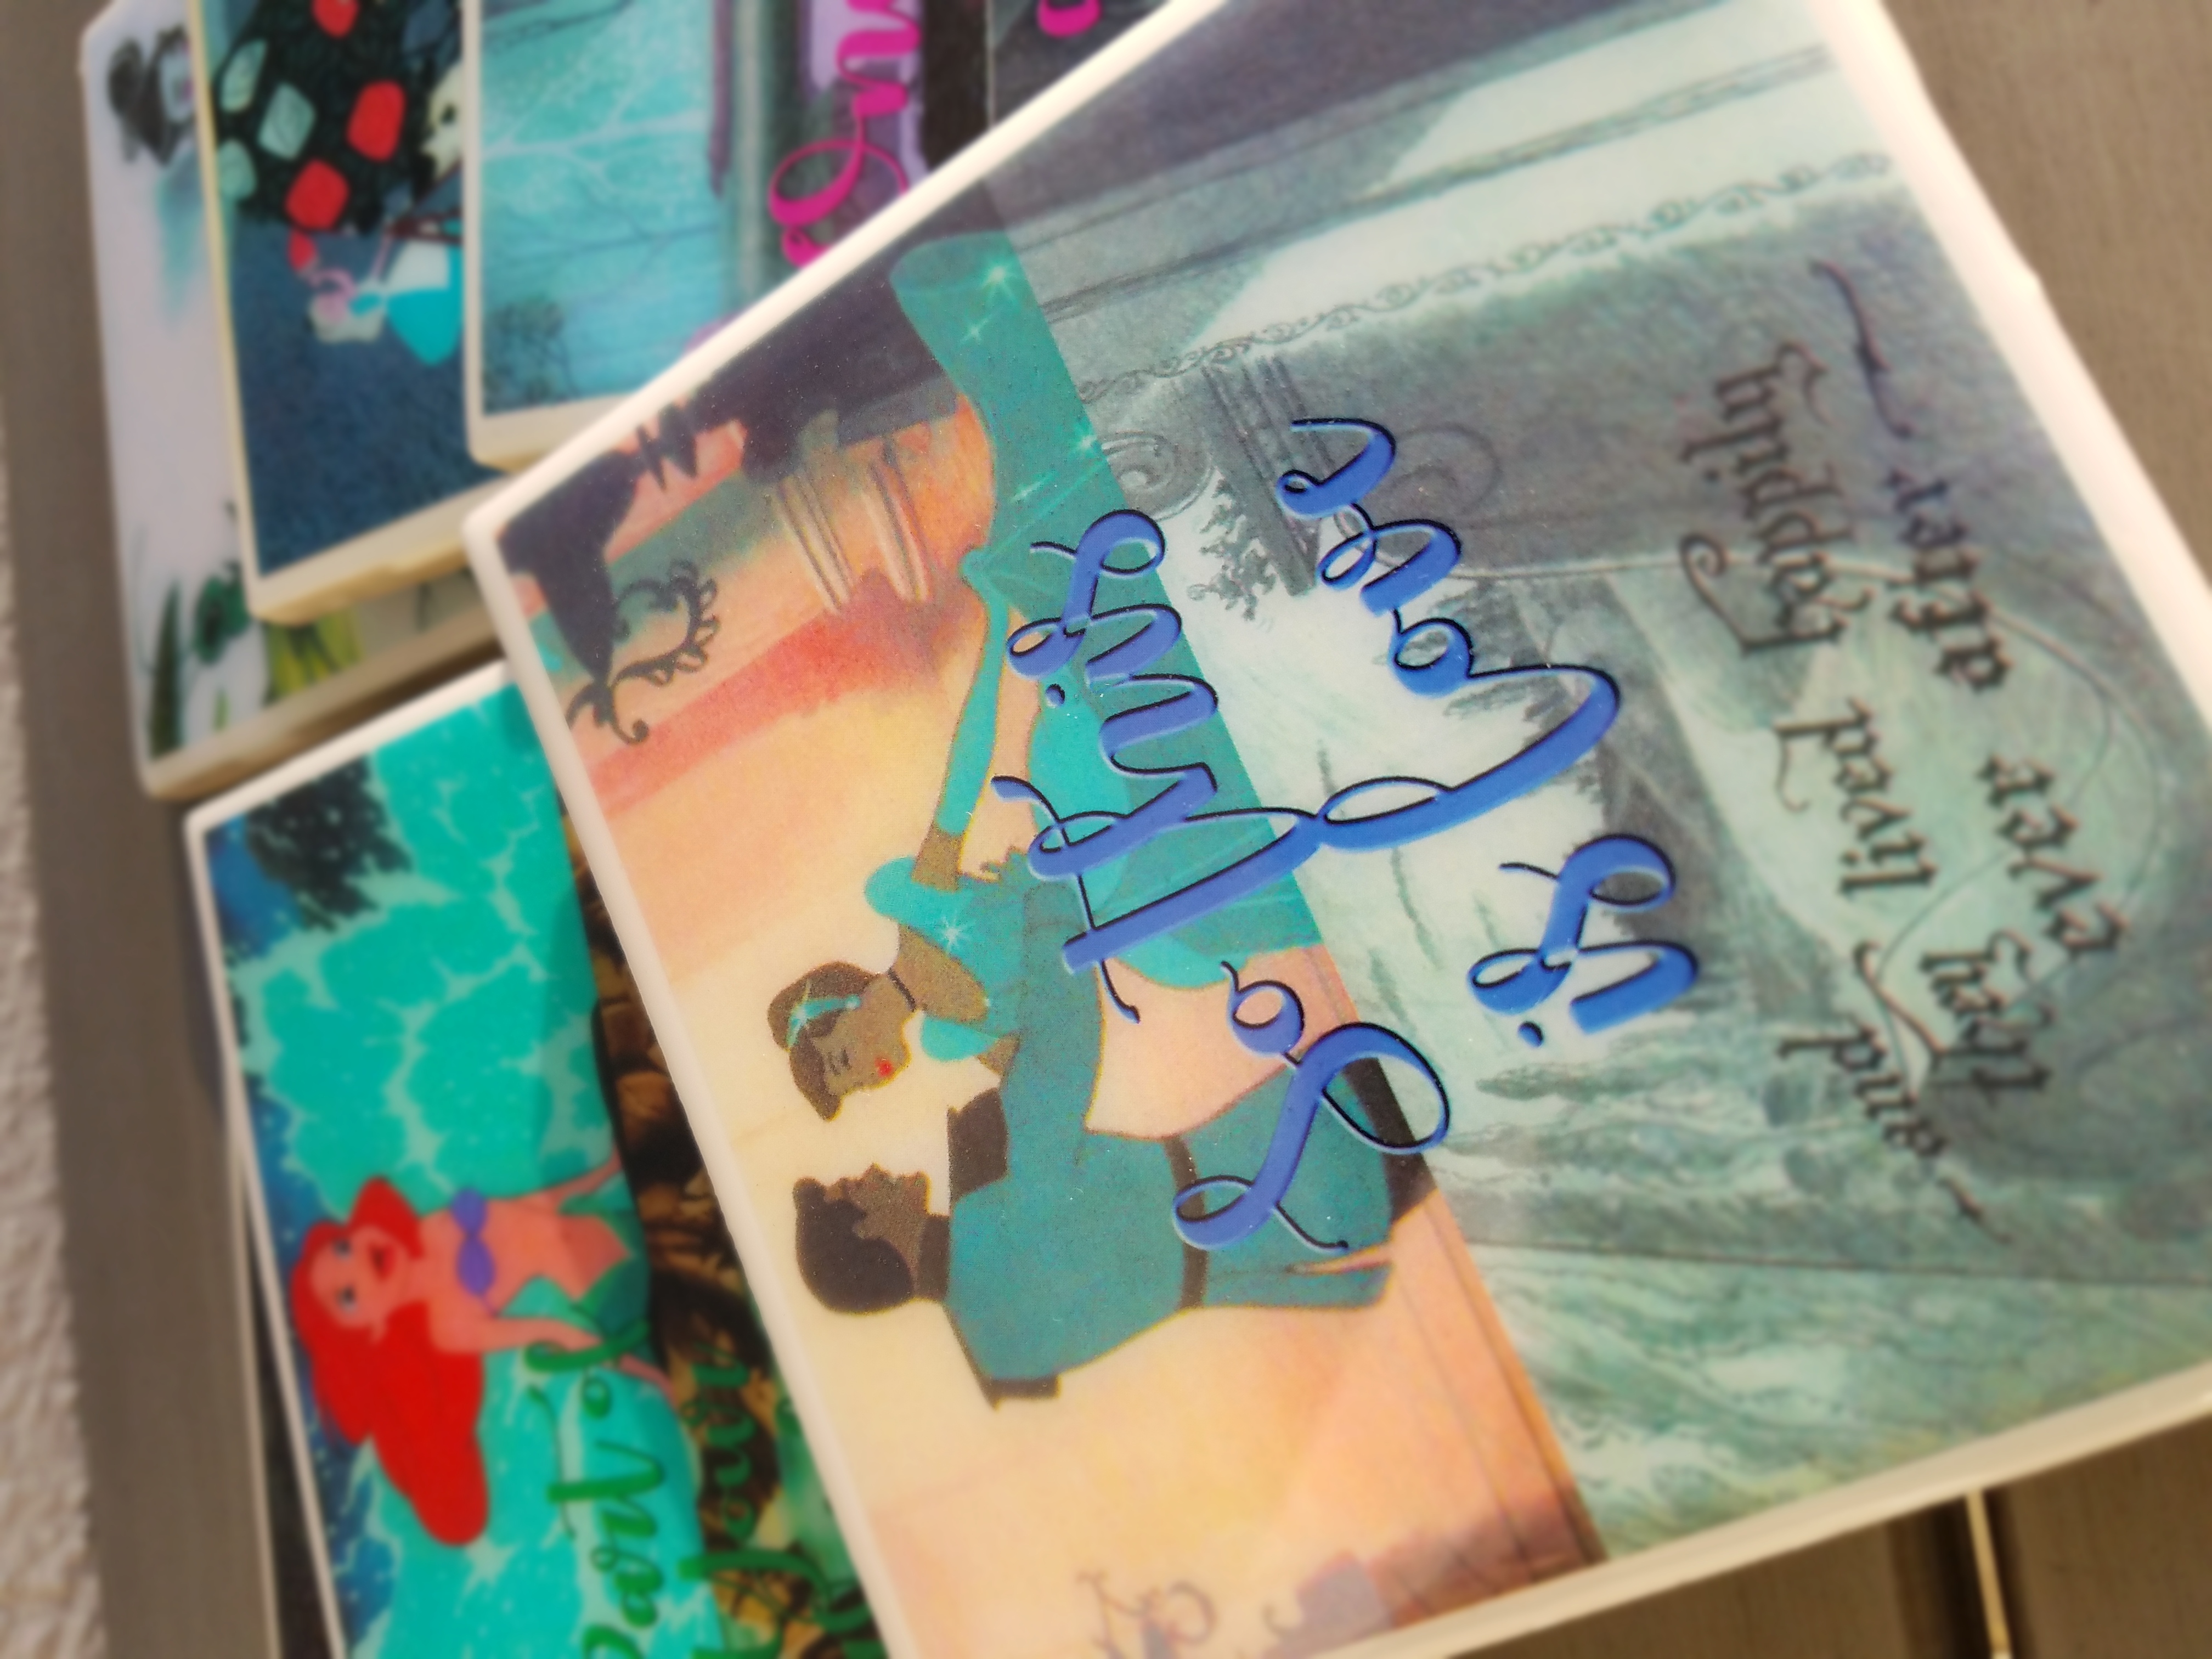 Part of
Your
So this
is love
and
they lived happily
ever after